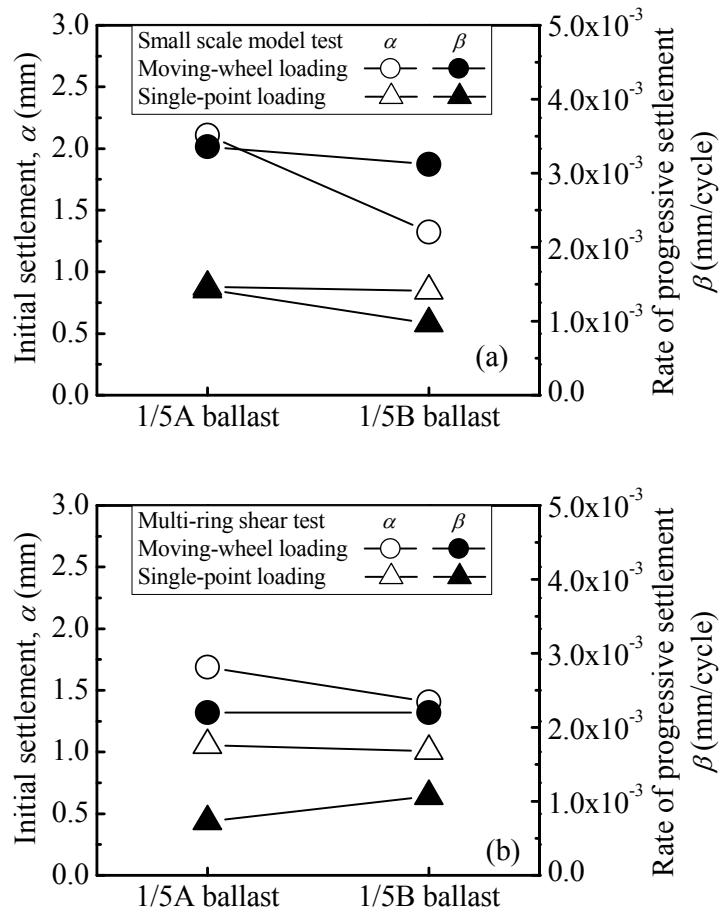 3.0
2.5
2.0
1.5
1.0
0.5
0.0
Initial settlement, α (mm)
Small scale model test α β
Moving-wheel loading
Single-point loading
(a)
5.0x10-3
4.0x10-3
3.0x10-3
2.0x10-3
1.0x10-3
0.0
Rate of progressive settlement
β (mm/cycle)
1/5A ballast 1/5B ballast
3.0
2.5
2.0
1.5
1.0
0.5
0.0
Initial settlement, α (mm)
Multi-ring shear test α β
Moving-wheel loading
Single-point loading
(b)
5.0x10-3
4.0x10-3
3.0x10-3
2.0x10-3
1.0x10-3
0.0
Rate of progressive settlement
β (mm/cycle)
1/5A ballast 1/5B ballast